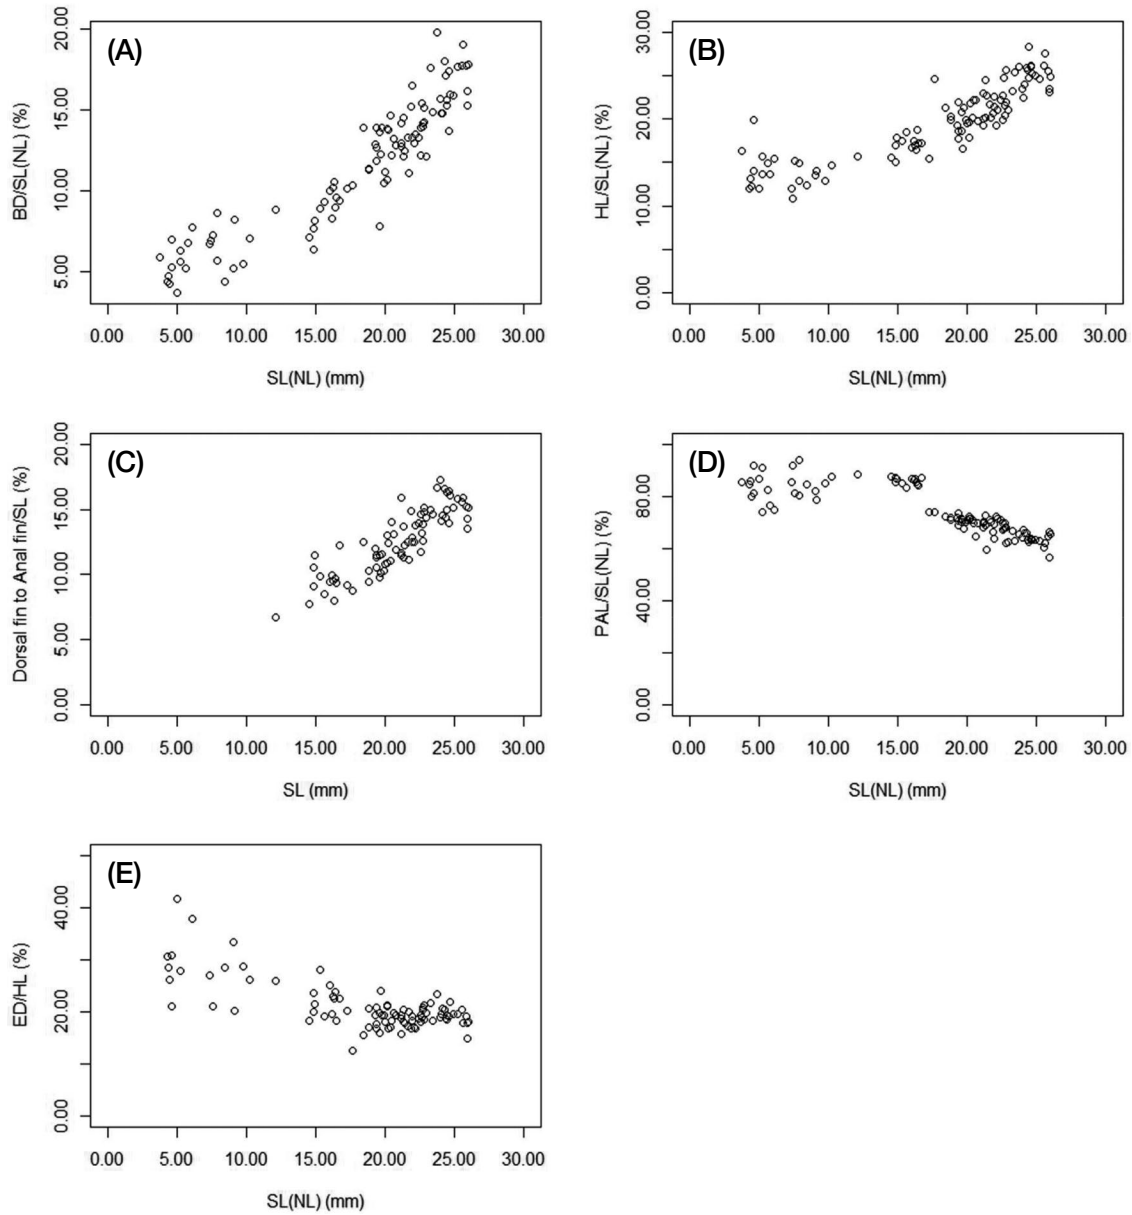 (A)
BD/SL(NL) (%)
20.00
15.00
10.00
5.00
0.00 5.00 10.00 15.00 20.00 25.00 30.00
SL(NL) (mm)
(B)
HL/SL(NL) (%)
30.00
20.00
10.00
0.00
0.00 5.00 10.00 15.00 20.00 25.00 30.00
SL(NL) (mm)
(C)
Dorsal fin to Anal fin/SL (%)
20.00
15.00
10.00
5.00
0.00
0.00 5.00 10.00 15.00 20.00 25.00 30.00
SL (mm)
(D)
PAL/SL(NL) (%)
80.00
40.00
0.00
0.00 5.00 10.00 15.00 20.00 25.00 30.00
SL(NL) (mm)
(E)
ED/HL (%)
40.00
20.00
0.00
0.00 5.00 10.00 15.00 20.00 25.00 30.00
SL(NL) (mm)